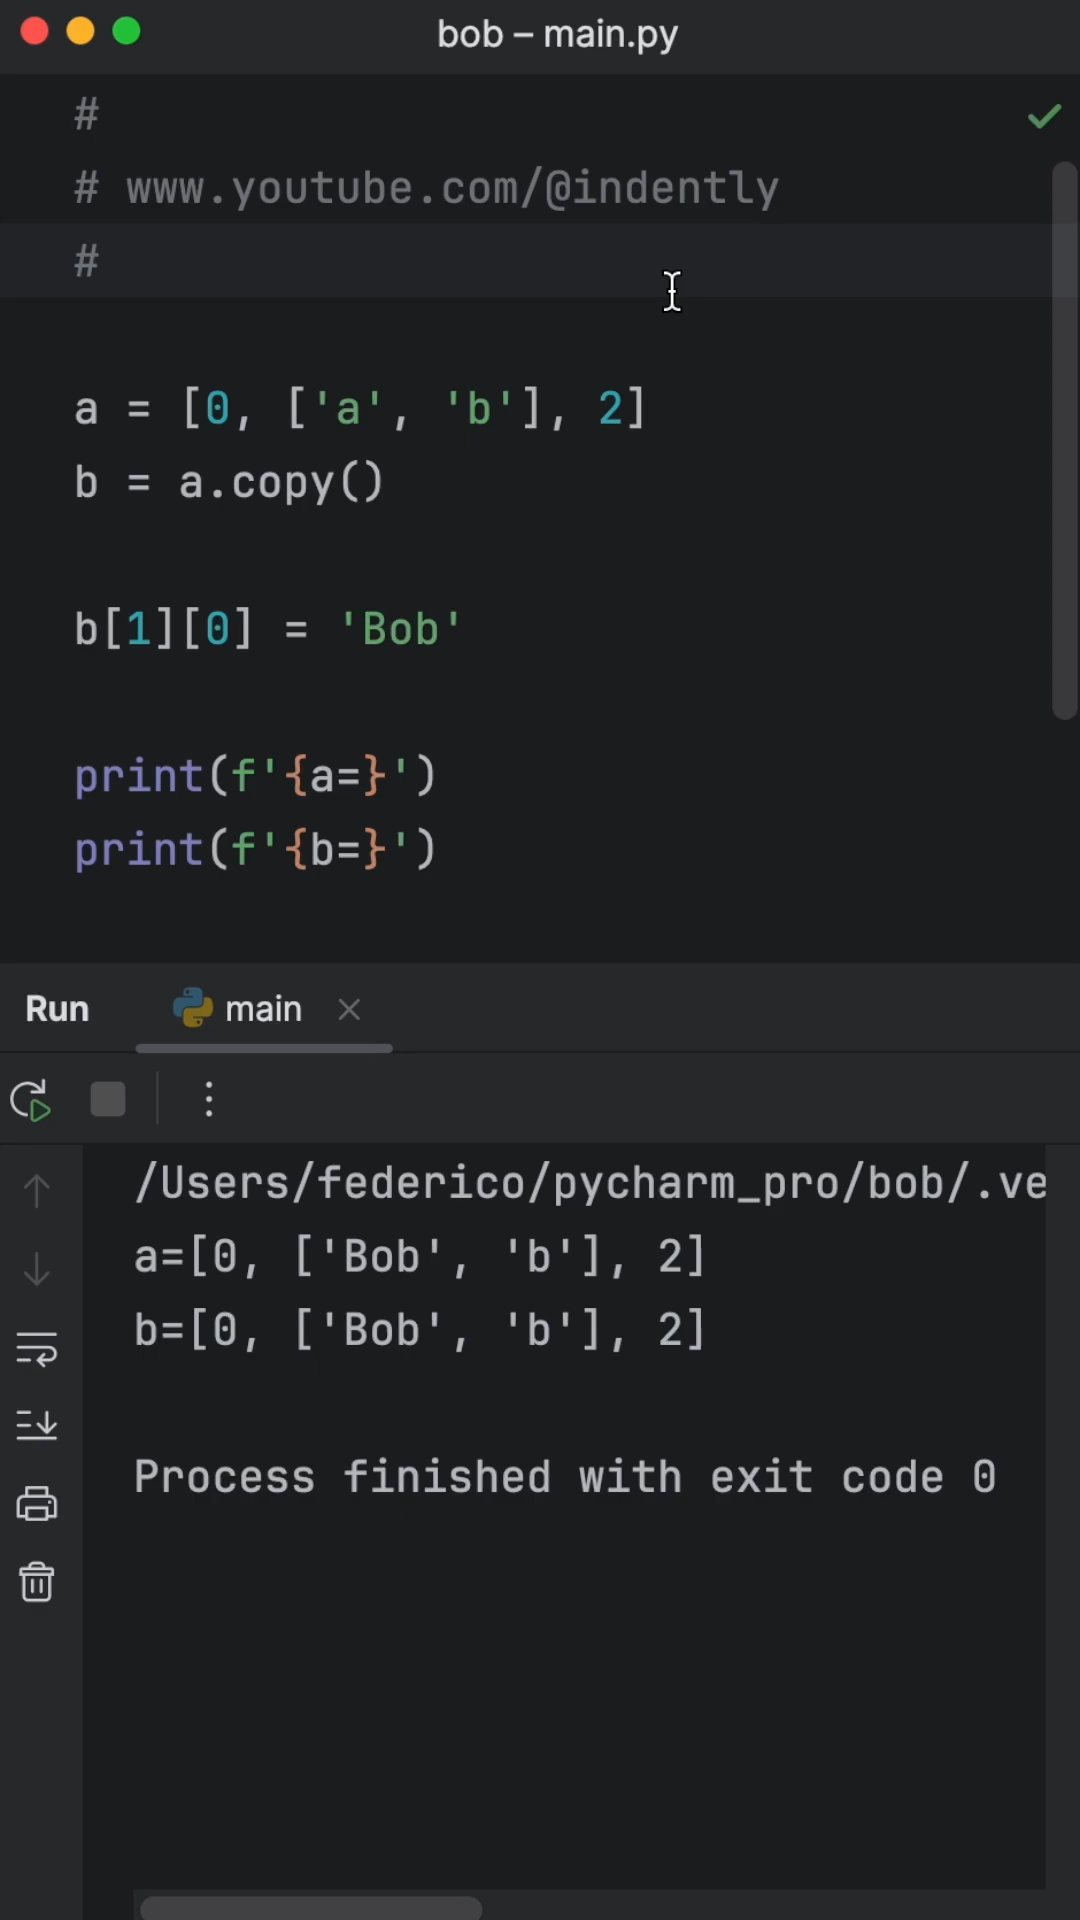 bob – main.py
#
# www.youtube.com/@indently
#
a = [0, ['a', 'b'], 2]
b = a.copy()
b[1][0] = 'Bob'
print(f'{a=}')
print(f'{b=}')
Run main
/Users/federico/pycharm_pro/bob/.ve
a=[0, ['Bob', 'b'], 2]
b=[0, ['Bob', 'b'], 2]
Process finished with exit code 0